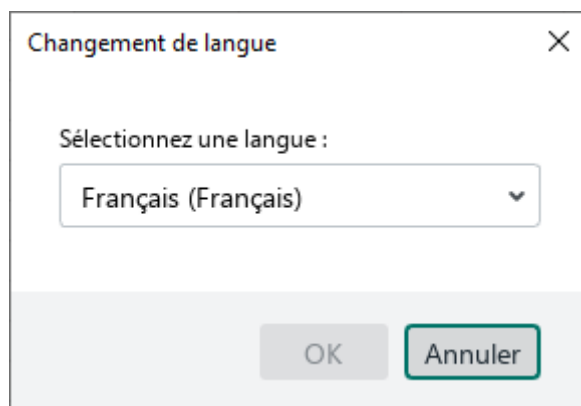 Changement de langue
Sélectionnez une langue :
Français (Français)
OK
Annuler